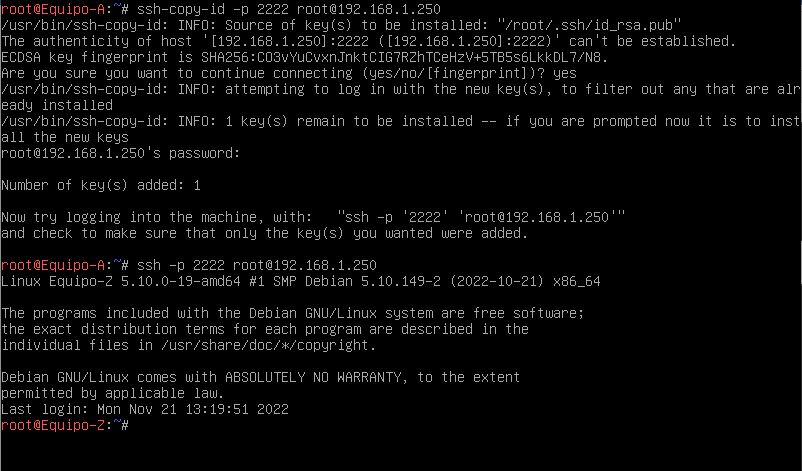 root@Equipo-A:~# ssh-copy-id -p 2222 root@192.168.1.250
/usr/bin/ssh-copy-id: INFO: Source of key(s) to be installed: "/root/.ssh/id_rsa.pub"
The authenticity of host '[192.168.1.250]:2222 ([192.168.1.250]:2222)' can't be established.
ECDSA key fingerprint is SHA256:CO3vYuCvxnJnktCIG7RZhTCeHzV+5TB5s6LkkDL7/N8.
Are you sure you want to continue connecting (yes/no/[fingerprint])? yes
/usr/bin/ssh-copy-id: INFO: attempting to log in with the new key(s), to filter out any that are alr
eady installed
/usr/bin/ssh-copy-id: INFO: 1 key(s) remain to be installed -- if you are prompted now it is to inst
all the new keys
root@192.168.1.250's password:
Number of key(s) added: 1
Now try logging into the machine, with:   "ssh -p '2222' 'root@192.168.1.250'"
and check to make sure that only the key(s) you wanted were added.
root@Equipo-A:~# ssh -p 2222 root@192.168.1.250
Linux Equipo-Z 5.10.0-19-amd64 #1 SMP Debian 5.10.149-2 (2022-10-21) x86_64
The programs included with the Debian GNU/Linux system are free software;
the exact distribution terms for each program are described in the
individual files in /usr/share/doc/*/copyright.
Debian GNU/Linux comes with ABSOLUTELY NO WARRANTY, to the extent
permitted by applicable law.
Last login: Mon Nov 21 13:19:51 2022
root@Equipo-Z:~#